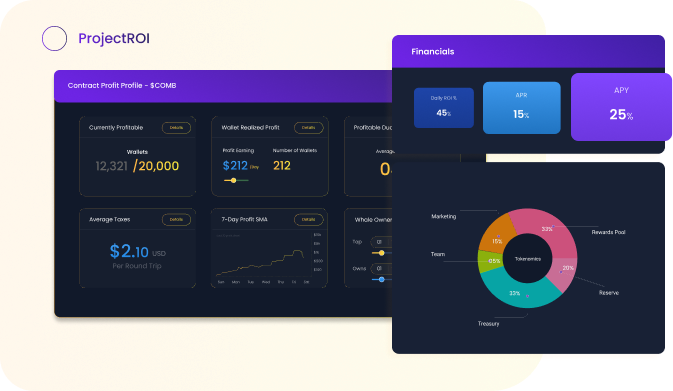 ProjectROI
Contract Profit Profile - $COMB
Currently Profitable
Details
Wallets
12,321 /20,000
Wallet Realized Profit
Details
Profit Earning
Number of Wallets
$212 /Day
212
Profitable Duc
Average
0
Average Taxes
Details
$2.10 USD
Per Round Trip
7-Day Profit SMA
Details
Sun Mon Tue Wed Thu Fri Sat
Whole Owner
Top
Owns
Financials
Daily ROI %
45%
APR
15%
APY
25%
Marketing
33%
Rewards Pool
15%
Team
05%
Tokenomics
20%
Reserve
33%
Treasury